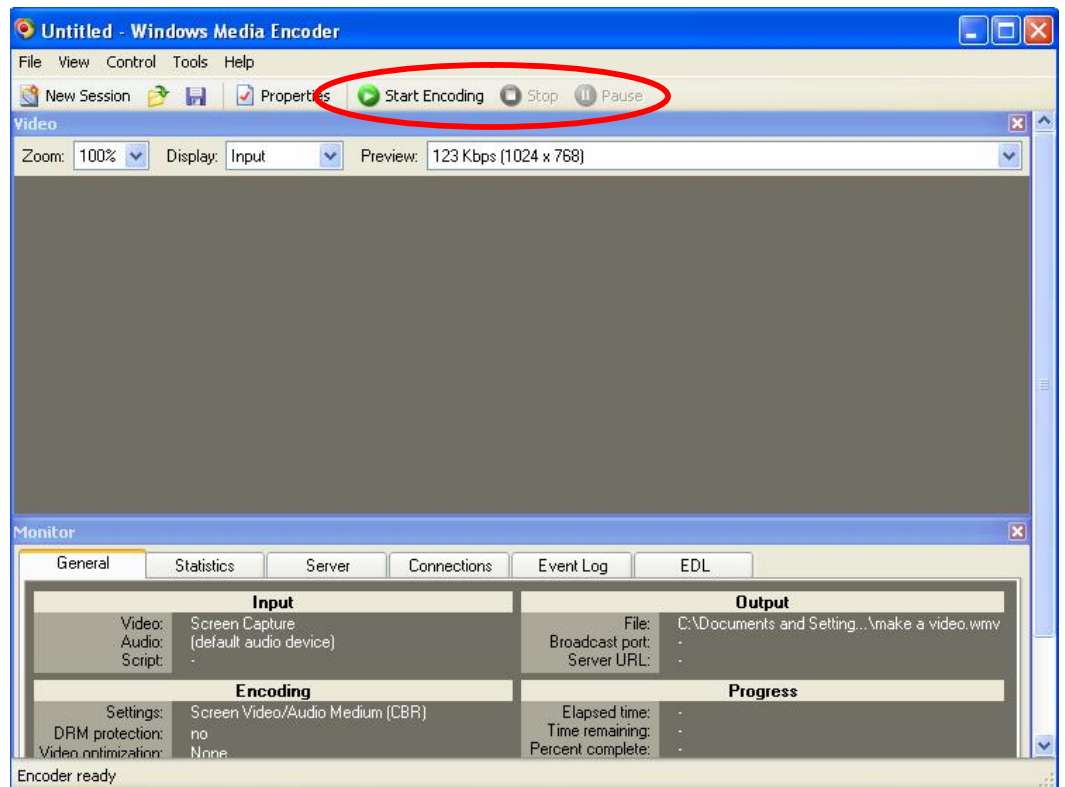 Untitled - Windows Media Encoder
File View Control Tools Help
New Session Properties Start Encoding Stop Pause
Video
Zoom: 100% Display: Input Preview: 123 Kbps (1024 x 768)
Monitor
General Statistics Server Connections Event Log EDL
Input
Video: Screen Capture
Audio: (default audio device)
Script: -
Output
File: C:\Documents and Setting...\make a video.wmv
Broadcast port: -
Server URL: -
Encoding
Settings: Screen Video/Audio Medium (CBR)
DRM protection: no
Video optimization: None
Progress
Elapsed time: -
Time remaining: -
Percent complete: -
Encoder ready